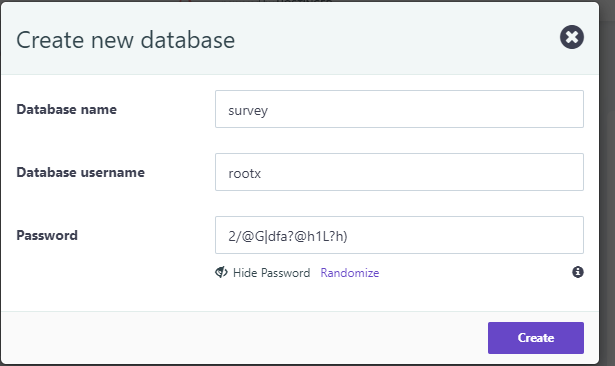 Create new database
Database name
survey
Database username
rootx
Password
2/@G|dfa?@h1L?h)
Hide Password Randomize
Create